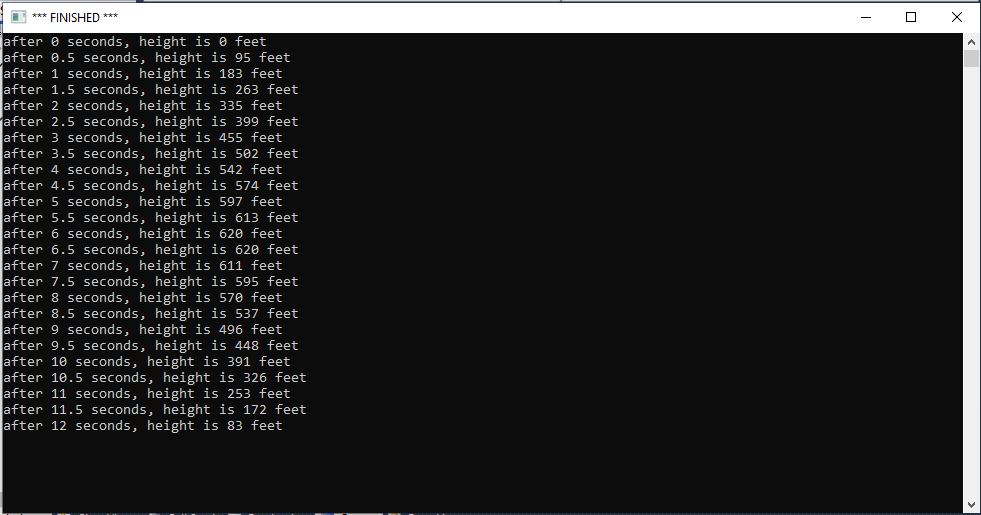 *** FINISHED ***
after 0 seconds, height is 0 feet
after 0.5 seconds, height is 95 feet
after 1 seconds, height is 183 feet
after 1.5 seconds, height is 263 feet
after 2 seconds, height is 335 feet
after 2.5 seconds, height is 399 feet
after 3 seconds, height is 455 feet
after 3.5 seconds, height is 502 feet
after 4 seconds, height is 542 feet
after 4.5 seconds, height is 574 feet
after 5 seconds, height is 597 feet
after 5.5 seconds, height is 613 feet
after 6 seconds, height is 620 feet
after 6.5 seconds, height is 620 feet
after 7 seconds, height is 611 feet
after 7.5 seconds, height is 595 feet
after 8 seconds, height is 570 feet
after 8.5 seconds, height is 537 feet
after 9 seconds, height is 496 feet
after 9.5 seconds, height is 448 feet
after 10 seconds, height is 391 feet
after 10.5 seconds, height is 326 feet
after 11 seconds, height is 253 feet
after 11.5 seconds, height is 172 feet
after 12 seconds, height is 83 feet